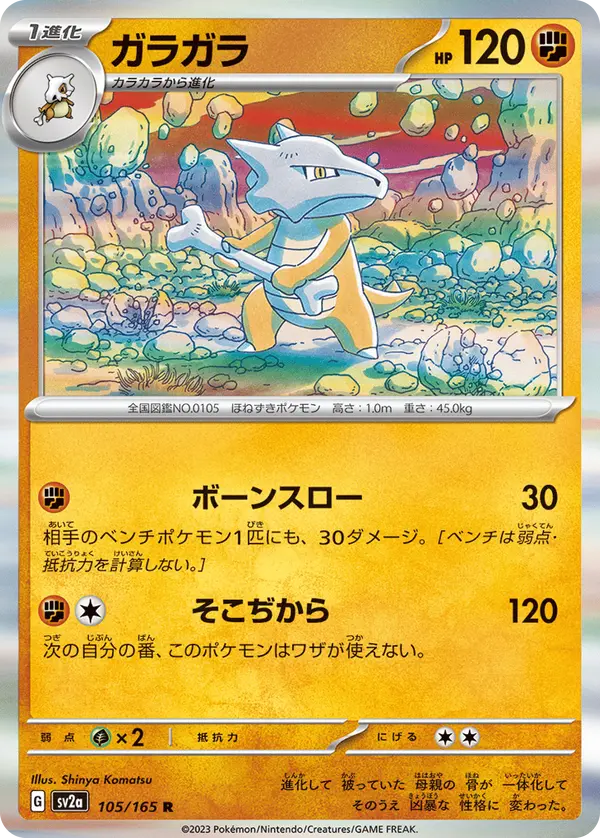 1進化 ガラガラ HP 120
カラカラから進化
全国図鑑NO.0105 ほねずきポケモン 高さ:1.0m 重さ:45.0kg
ボーンスロー 30
相手のベンチポケモン1匹にも、30ダメージ。[ベンチは弱点・
抵抗力を計算しない。]
そこぢから 120
次の自分の番、このポケモンはワザが使えない。
弱点 ×2 抵抗力 にげる
Illus. Shinya Komatsu
進化して 被っていた 母親の 骨が 一体化して
そのうえ 凶暴な 性格に 変わった。
G sv2a 105/165 R
©2023 Pokémon/Nintendo/Creatures/GAME FREAK.